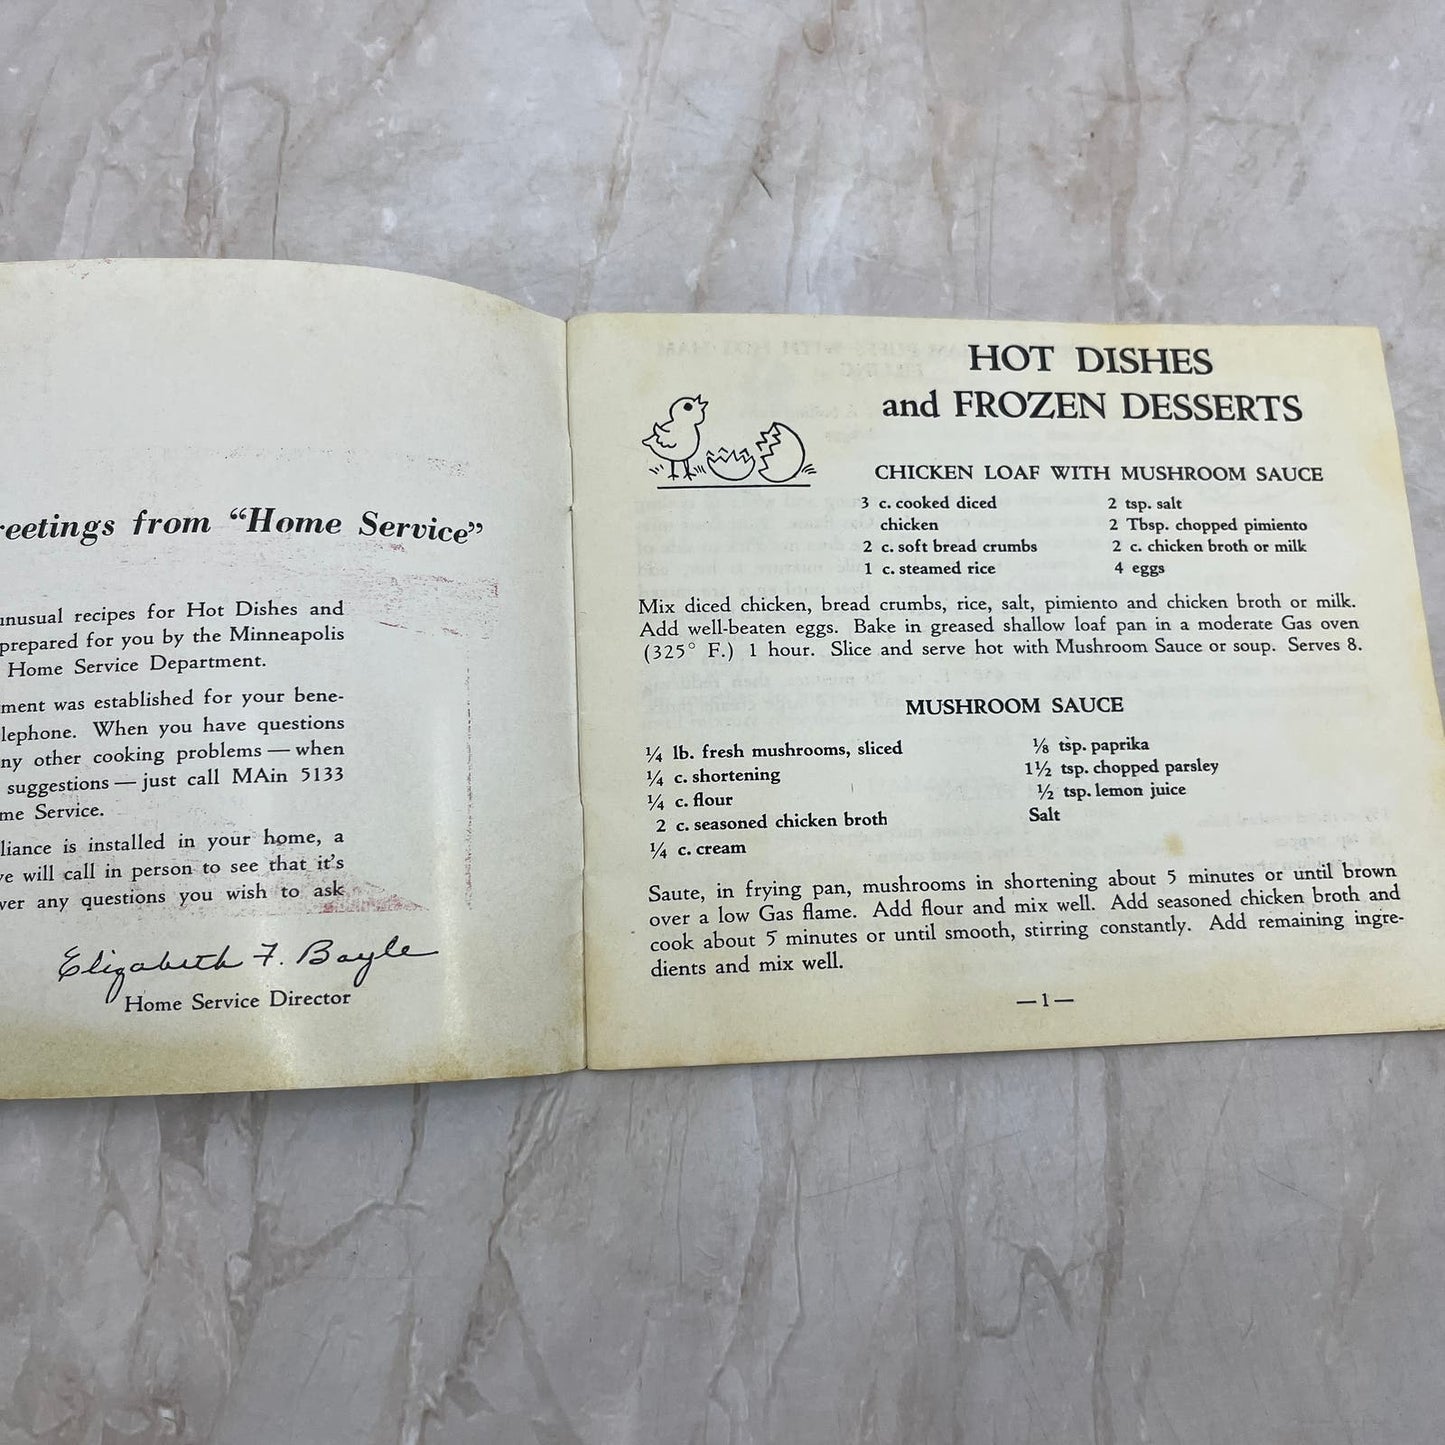 reetings from “Home Service”
unusual recipes for Hot Dishes and
prepared for you by the Minneapolis
Home Service Department.
ment was established for your bene-
lephone. When you have questions
ny other cooking problems — when
suggestions — just call MAin 5133
me Service.
liance is installed in your home, a
ve will call in person to see that it's
wer any questions you wish to ask
Elizabeth F. Bayle
Home Service Director
HOT DISHES
and FROZEN DESSERTS
CHICKEN LOAF WITH MUSHROOM SAUCE
3 c. cooked diced
chicken
2 c. soft bread crumbs
1 c. steamed rice
2 tsp. salt
2 Tbsp. chopped pimiento
2 c. chicken broth or milk
4 eggs
Mix diced chicken, bread crumbs, rice, salt, pimiento and chicken broth or milk.
Add well-beaten eggs. Bake in greased shallow loaf pan in a moderate Gas oven
(325° F.) 1 hour. Slice and serve hot with Mushroom Sauce or soup. Serves 8.
MUSHROOM SAUCE
¼ lb. fresh mushrooms, sliced
¼ c. shortening
¼ c. flour
2 c. seasoned chicken broth
¼ c. cream
⅛ tsp. paprika
1½ tsp. chopped parsley
½ tsp. lemon juice
Salt
Saute, in frying pan, mushrooms in shortening about 5 minutes or until brown
over a low Gas flame. Add flour and mix well. Add seasoned chicken broth and
cook about 5 minutes or until smooth, stirring constantly. Add remaining ingre-
dients and mix well.
— 1 —